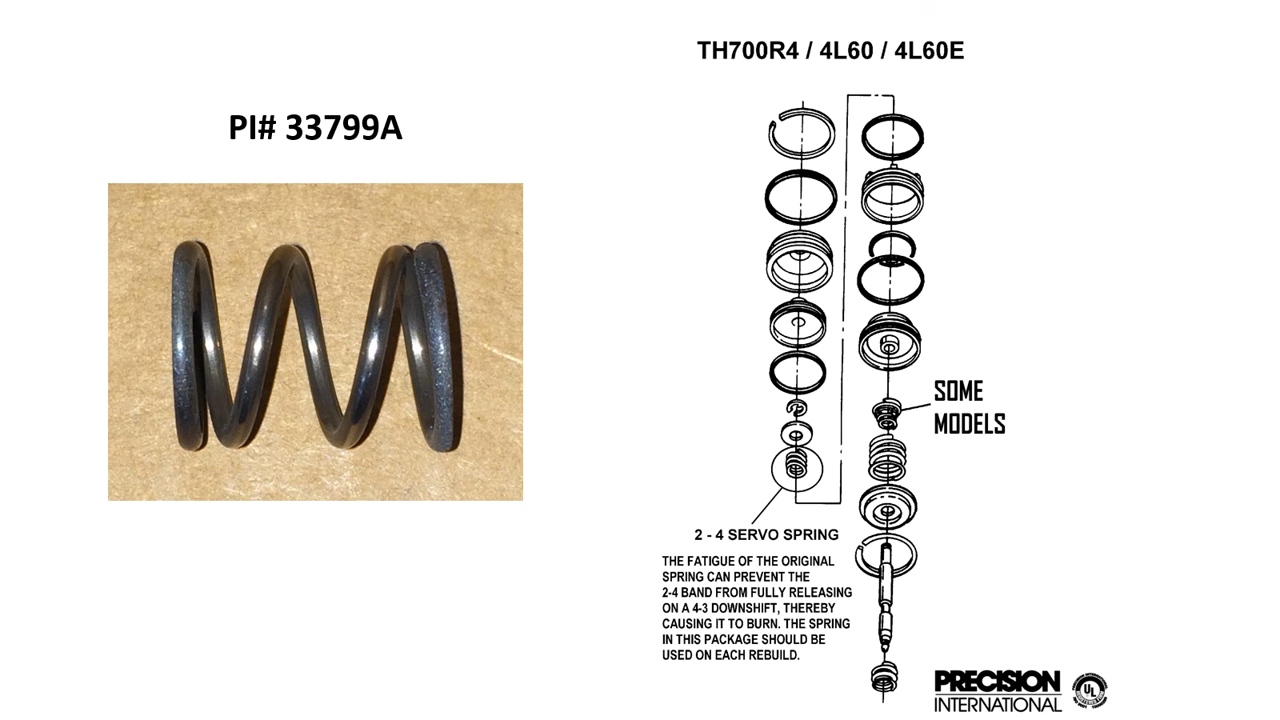 TH700R4 / 4L60 / 4L60E
PI# 33799A
SOME
MODELS
2 - 4 SERVO SPRING
THE FATIGUE OF THE ORIGINAL
SPRING CAN PREVENT THE
2-4 BAND FROM FULLY RELEASING
ON A 4-3 DOWNSHIFT, THEREBY
CAUSING IT TO BURN. THE SPRING
IN THIS PACKAGE SHOULD BE
USED ON EACH REBUILD.
PRECISION
INTERNATIONAL
UL